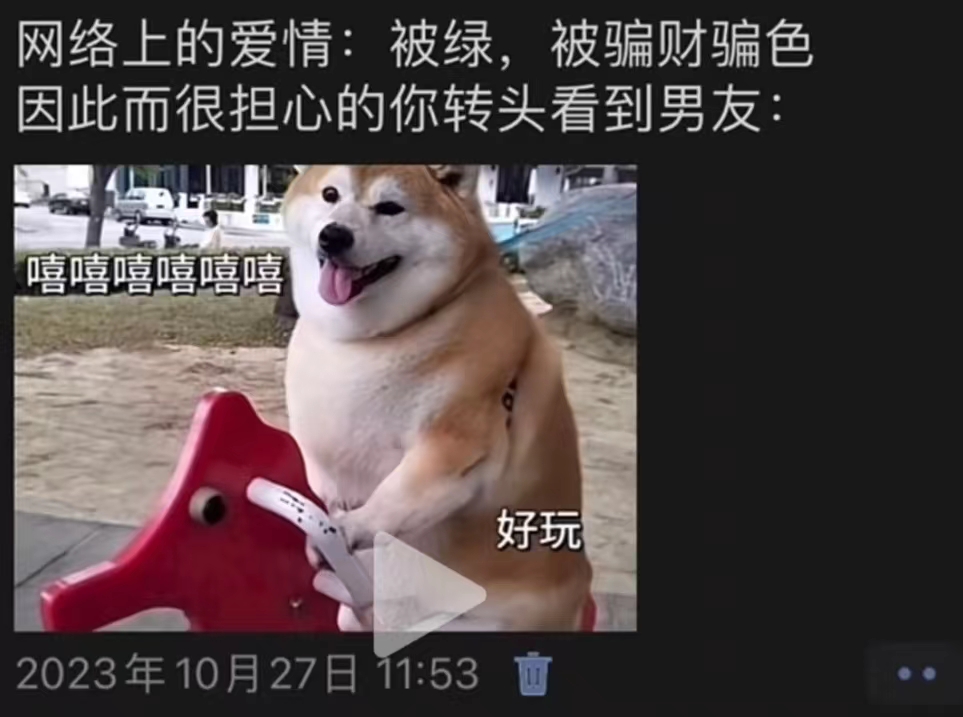 网络上的爱情：被绿，被骗财骗色
因此而很担心的你转头看到男友：
嘻嘻嘻嘻嘻嘻
好玩
2023年10月27日 11:53